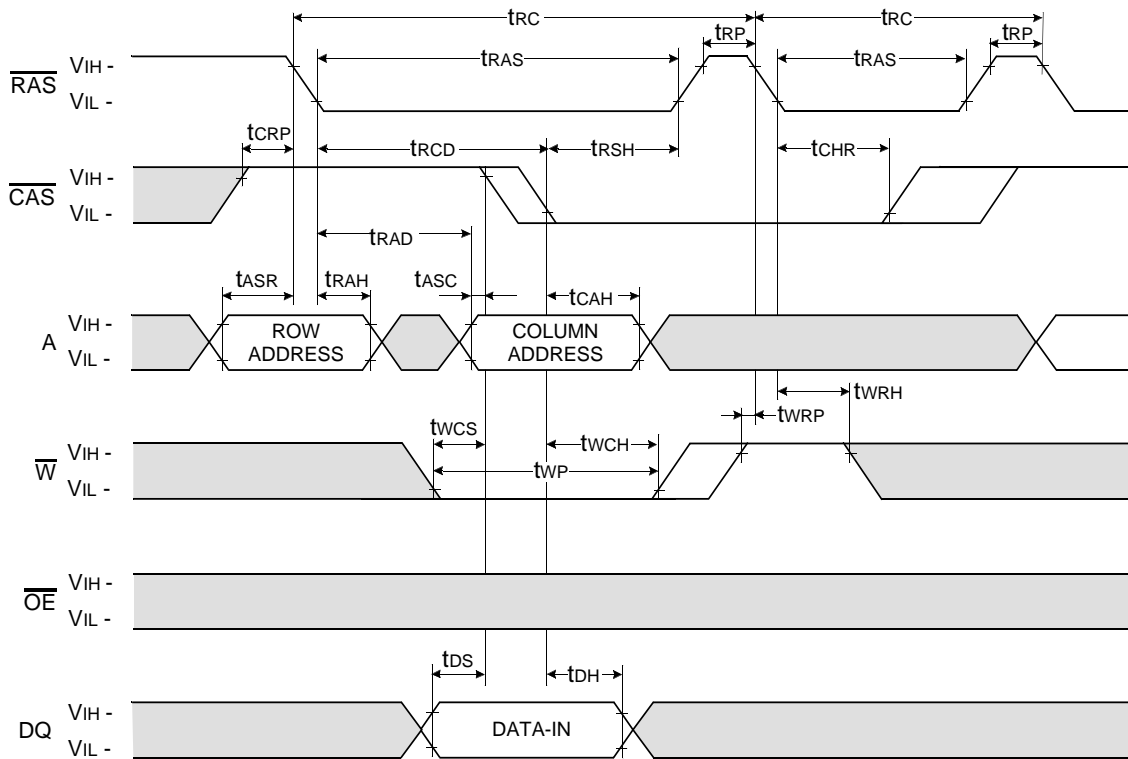 tRC tRC
tRP tRP
tRAS tRAS
RAS VIH -
VIL -
tCRP tRCD tRSH tCHR
CAS VIH -
VIL -
tRAD
tASR tRAH tASC tCAH
A VIH -
VIL -
ROW ADDRESS
COLUMN ADDRESS
tWRH
tWRP
tWCS tWCH
tWP
W VIH -
VIL -
OE VIH -
VIL -
tDS tDH
DQ VIH -
VIL -
DATA-IN